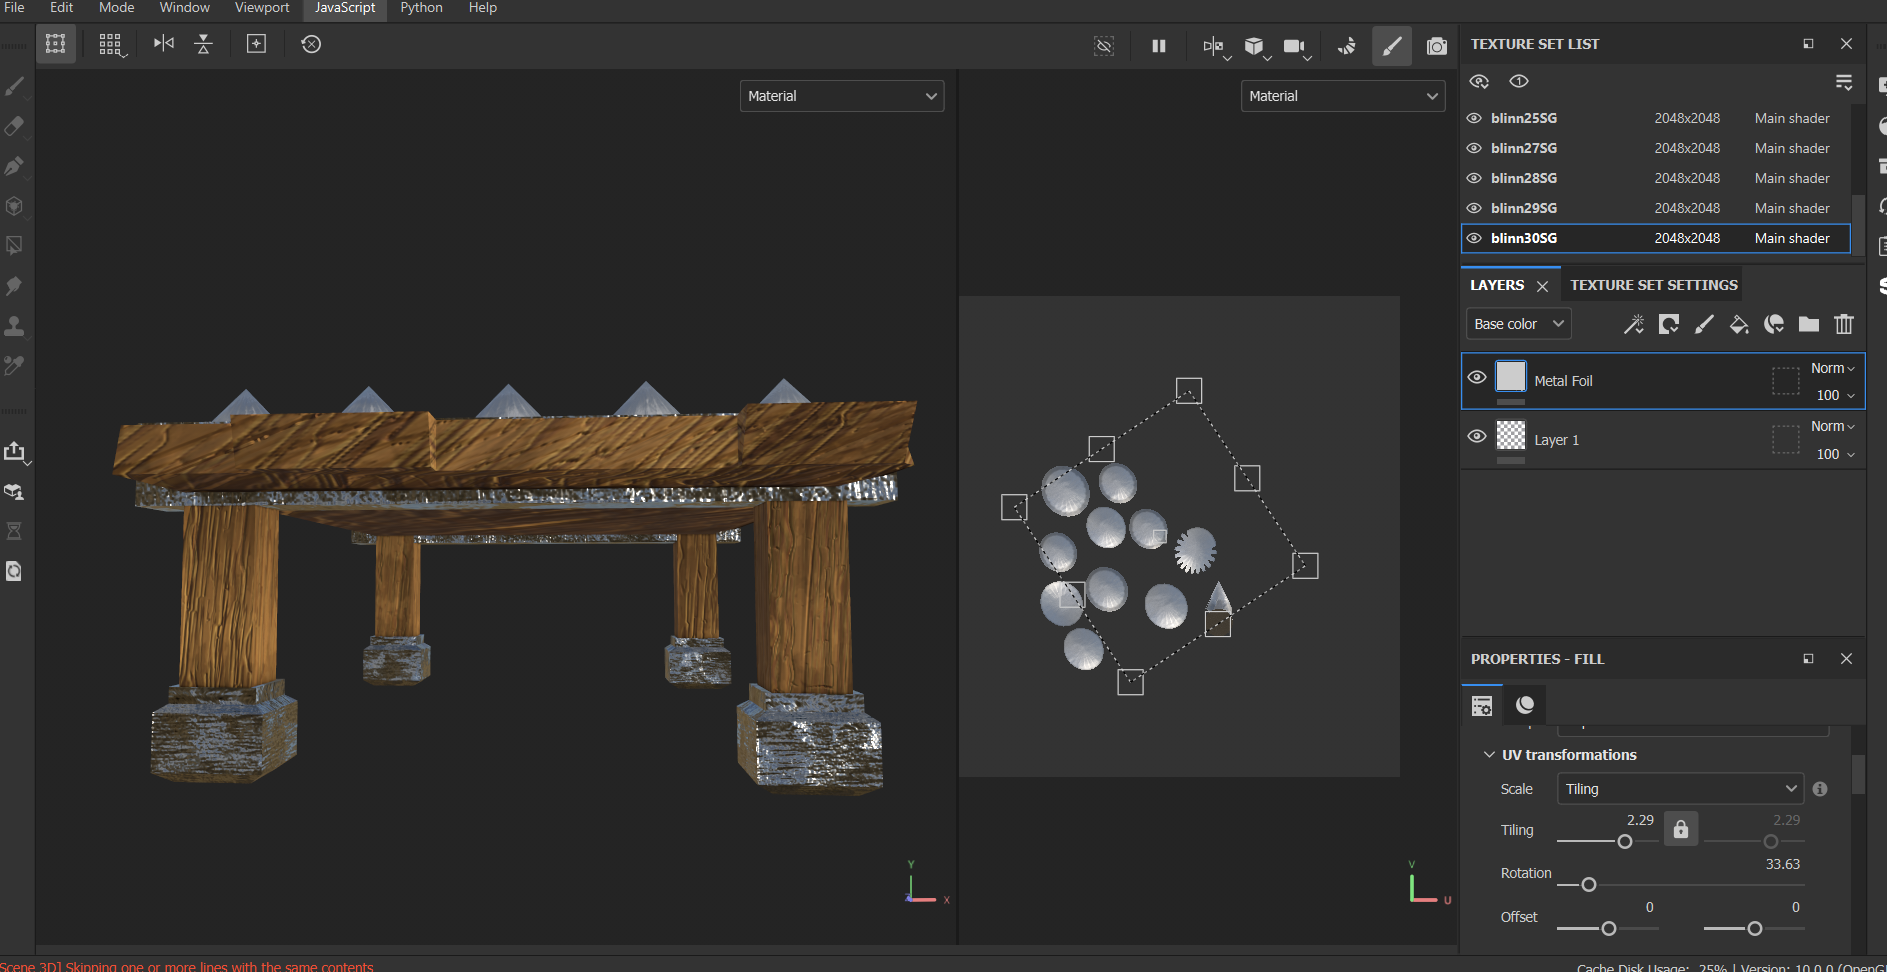 File Edit Mode Window Viewport JavaScript Python Help
Material
Material
TEXTURE SET LIST
blinn25SG 2048x2048 Main shader
blinn27SG 2048x2048 Main shader
blinn28SG 2048x2048 Main shader
blinn29SG 2048x2048 Main shader
blinn30SG 2048x2048 Main shader
LAYERS TEXTURE SET SETTINGS
Base color
Metal Foil Norm
100
Layer 1 Norm
100
PROPERTIES - FILL
UV transformations
Scale Tiling
Tiling 2.29 2.29
Rotation 33.63
Offset 0 0
Y
Z X
V
U
Scene 3D] Skipping one or more lines with the same contents
Cache Disk Usage: 25% | Version: 10.0.0 (OpenG